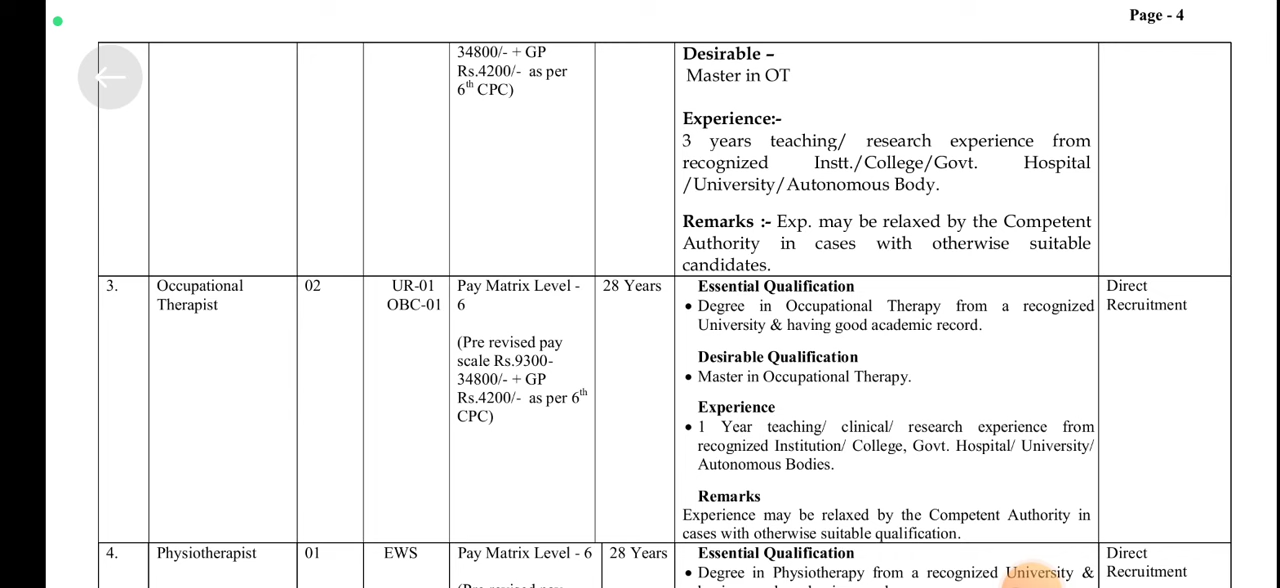 Page - 4
34800/- + GP
Rs.4200/- as per
6th CPC)
Desirable –
Master in OT
Experience:-
3 years teaching/ research experience from
recognized Instt./College/Govt. Hospital
/University/Autonomous Body.
Remarks :- Exp. may be relaxed by the Competent
Authority in cases with otherwise suitable
candidates.
3.
Occupational
Therapist
02
UR-01
OBC-01
Pay Matrix Level -
6
(Pre revised pay
scale Rs.9300-
34800/- + GP
Rs.4200/- as per 6th
CPC)
28 Years
Essential Qualification
• Degree in Occupational Therapy from a recognized
University & having good academic record.
Desirable Qualification
• Master in Occupational Therapy.
Experience
• 1 Year teaching/ clinical/ research experience from
recognized Institution/ College, Govt. Hospital/ University/
Autonomous Bodies.
Remarks
Experience may be relaxed by the Competent Authority in
cases with otherwise suitable qualification.
Direct
Recruitment
4.
Physiotherapist
01
EWS
Pay Matrix Level - 6
28 Years
Essential Qualification
• Degree in Physiotherapy from a recognized University &
Direct
Recruitment